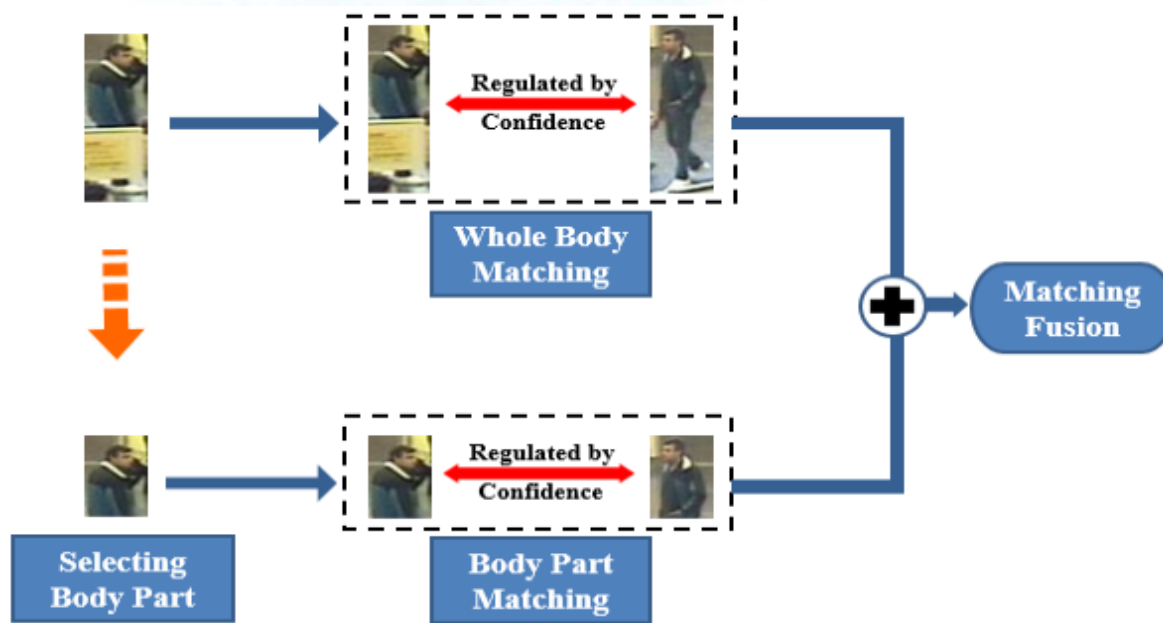 Regulated by
Confidence
Whole Body
Matching
Matching
Fusion
Regulated by
Confidence
Selecting
Body Part
Body Part
Matching